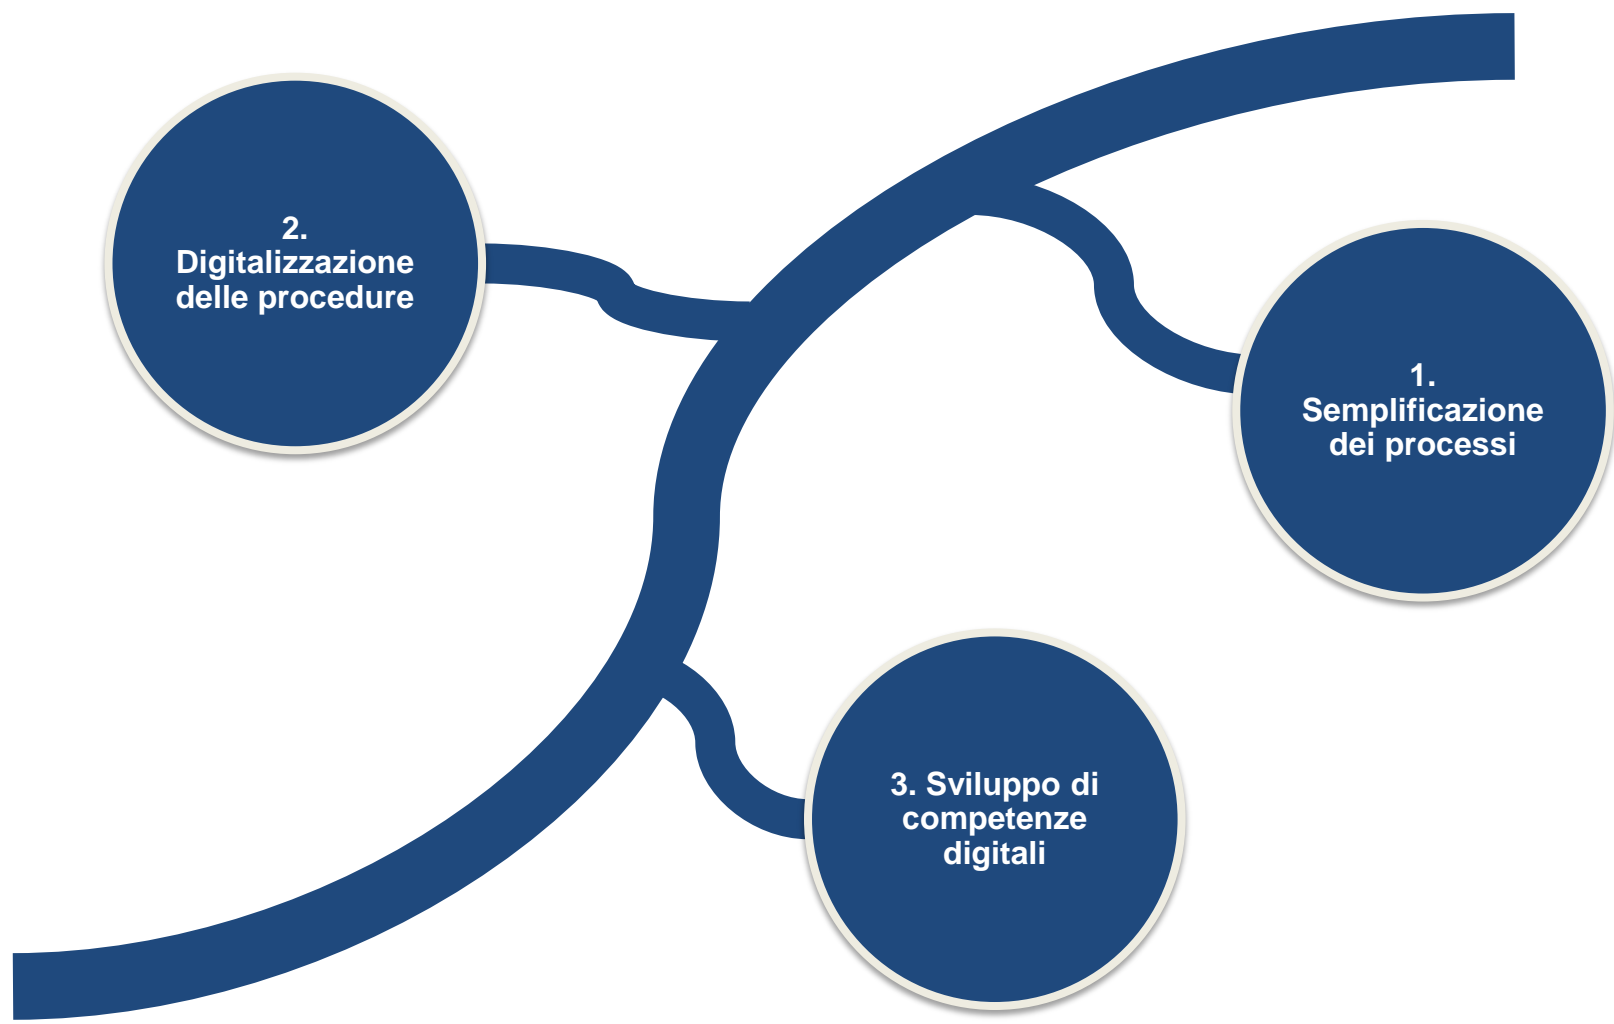 2.
Digitalizzazione
delle procedure
1.
Semplificazione
dei processi
3. Sviluppo di
competenze
digitali